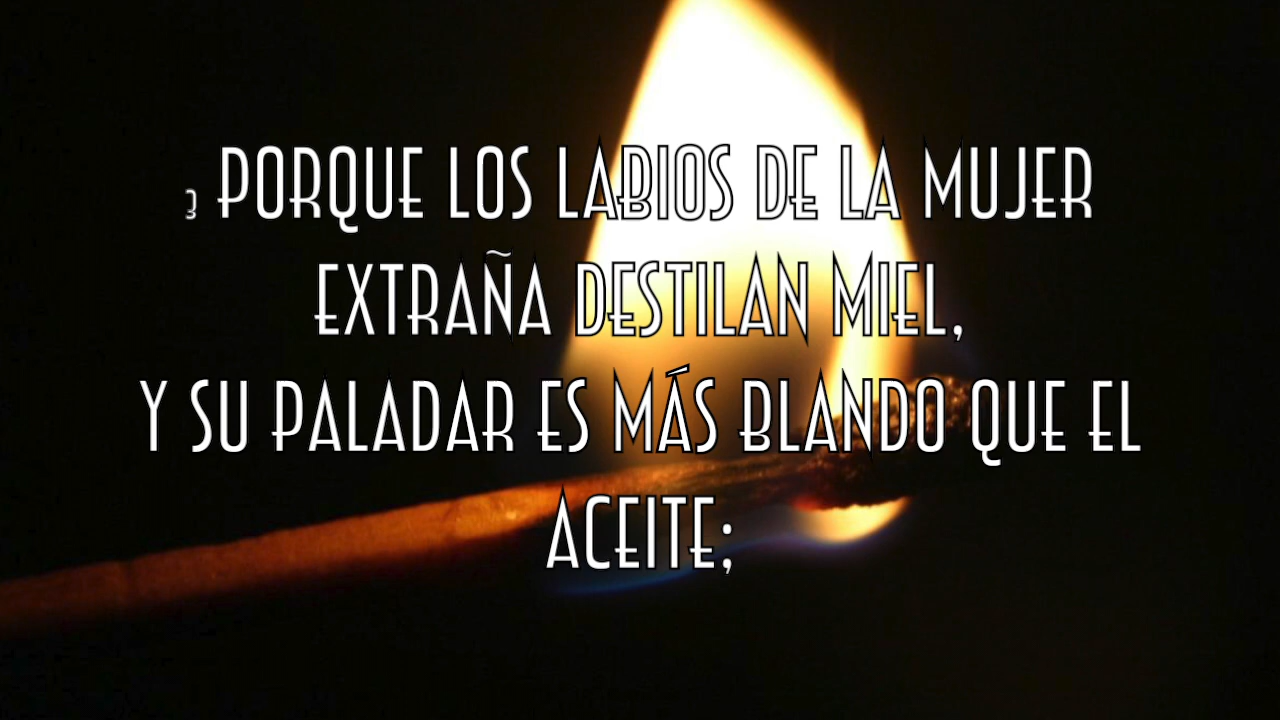 3 PORQUE LOS LABIOS DE LA MUJER
EXTRAÑA DESTILAN MIEL,
Y SU PALADAR ES MÁS BLANDO QUE EL
ACEITE;